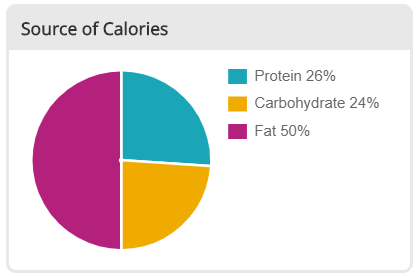 Source of Calories
Protein 26%
Carbohydrate 24%
Fat 50%